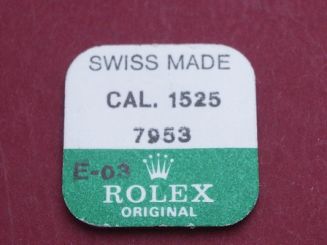 SWISS MADE
CAL. 1525
7953
E-03
ROLEX
ORIGINAL